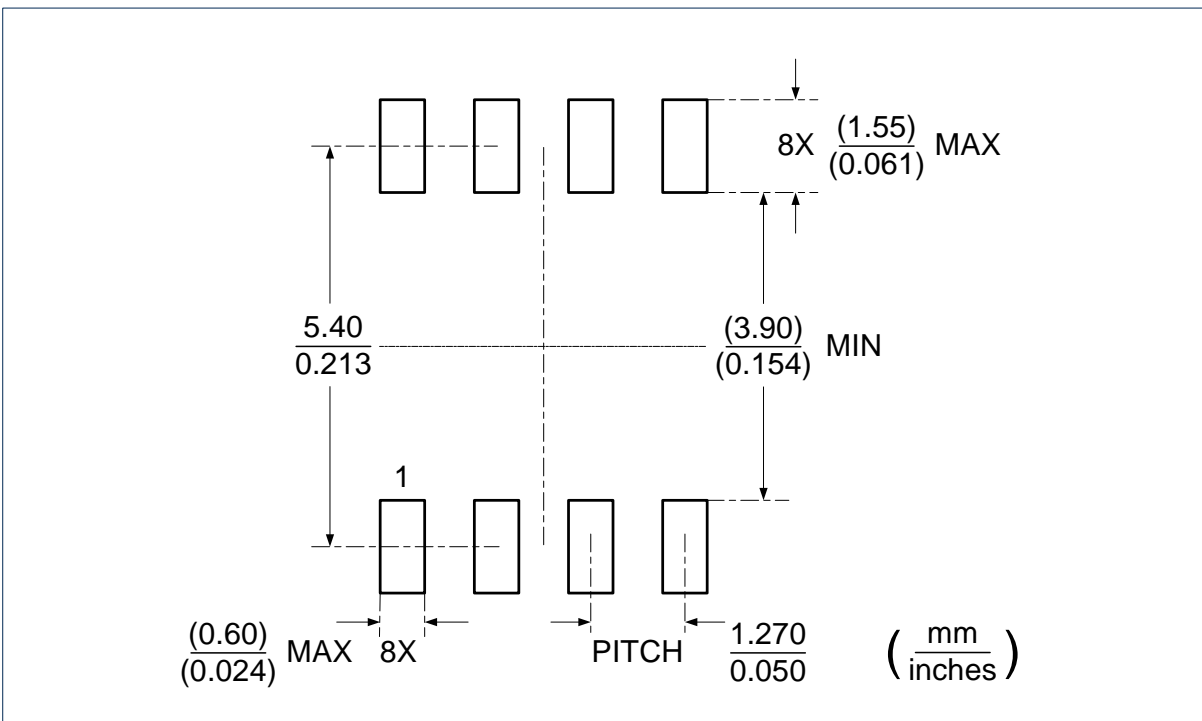 8X (1.55) MAX
(0.061)
5.40
0.213
(3.90) MIN
(0.154)
1
(0.60) MAX 8X
(0.024)
PITCH 1.270
0.050
( mm )
inches